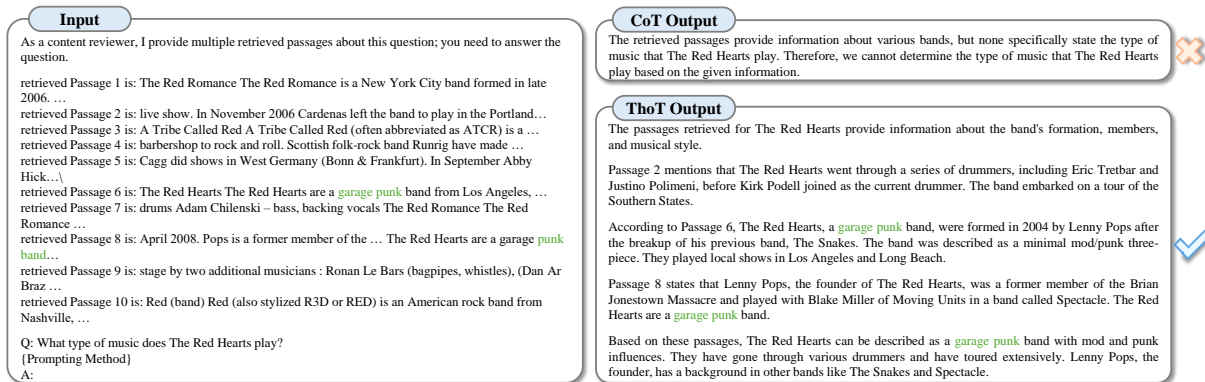 Input
As a content reviewer, I provide multiple retrieved passages about this question; you need to answer the
question.
retrieved Passage 1 is: The Red Romance The Red Romance is a New York City band formed in late
2006. …
retrieved Passage 2 is: live show. In November 2006 Cardenas left the band to play in the Portland…
retrieved Passage 3 is: A Tribe Called Red A Tribe Called Red (often abbreviated as ATCR) is a …
retrieved Passage 4 is: barbershop to rock and roll. Scottish folk-rock band Runrig have made …
retrieved Passage 5 is: Cagg did shows in West Germany (Bonn & Frankfurt). In September Abby
Hick…\
retrieved Passage 6 is: The Red Hearts The Red Hearts are a garage punk band from Los Angeles, …
retrieved Passage 7 is: drums Adam Chilenski – bass, backing vocals The Red Romance The Red
Romance …
retrieved Passage 8 is: April 2008. Pops is a former member of the … The Red Hearts are a garage punk
band…
retrieved Passage 9 is: stage by two additional musicians : Ronan Le Bars (bagpipes, whistles), (Dan Ar
Braz …
retrieved Passage 10 is: Red (band) Red (also stylized R3D or RED) is an American rock band from
Nashville, …
Q: What type of music does The Red Hearts play?
{Prompting Method}
A:
CoT Output
The retrieved passages provide information about various bands, but none specifically state the type of
music that The Red Hearts play. Therefore, we cannot determine the type of music that The Red Hearts
play based on the given information.
ThoT Output
The passages retrieved for The Red Hearts provide information about the band's formation, members,
and musical style.
Passage 2 mentions that The Red Hearts went through a series of drummers, including Eric Tretbar and
Justino Polimeni, before Kirk Podell joined as the current drummer. The band embarked on a tour of the
Southern States.
According to Passage 6, The Red Hearts, a garage punk band, were formed in 2004 by Lenny Pops after
the breakup of his previous band, The Snakes. The band was described as a minimal mod/punk three-
piece. They played local shows in Los Angeles and Long Beach.
Passage 8 states that Lenny Pops, the founder of The Red Hearts, was a former member of the Brian
Jonestown Massacre and played with Blake Miller of Moving Units in a band called Spectacle. The Red
Hearts are a garage punk band.
Based on these passages, The Red Hearts can be described as a garage punk band with mod and punk
influences. They have gone through various drummers and have toured extensively. Lenny Pops, the
founder, has a background in other bands like The Snakes and Spectacle.